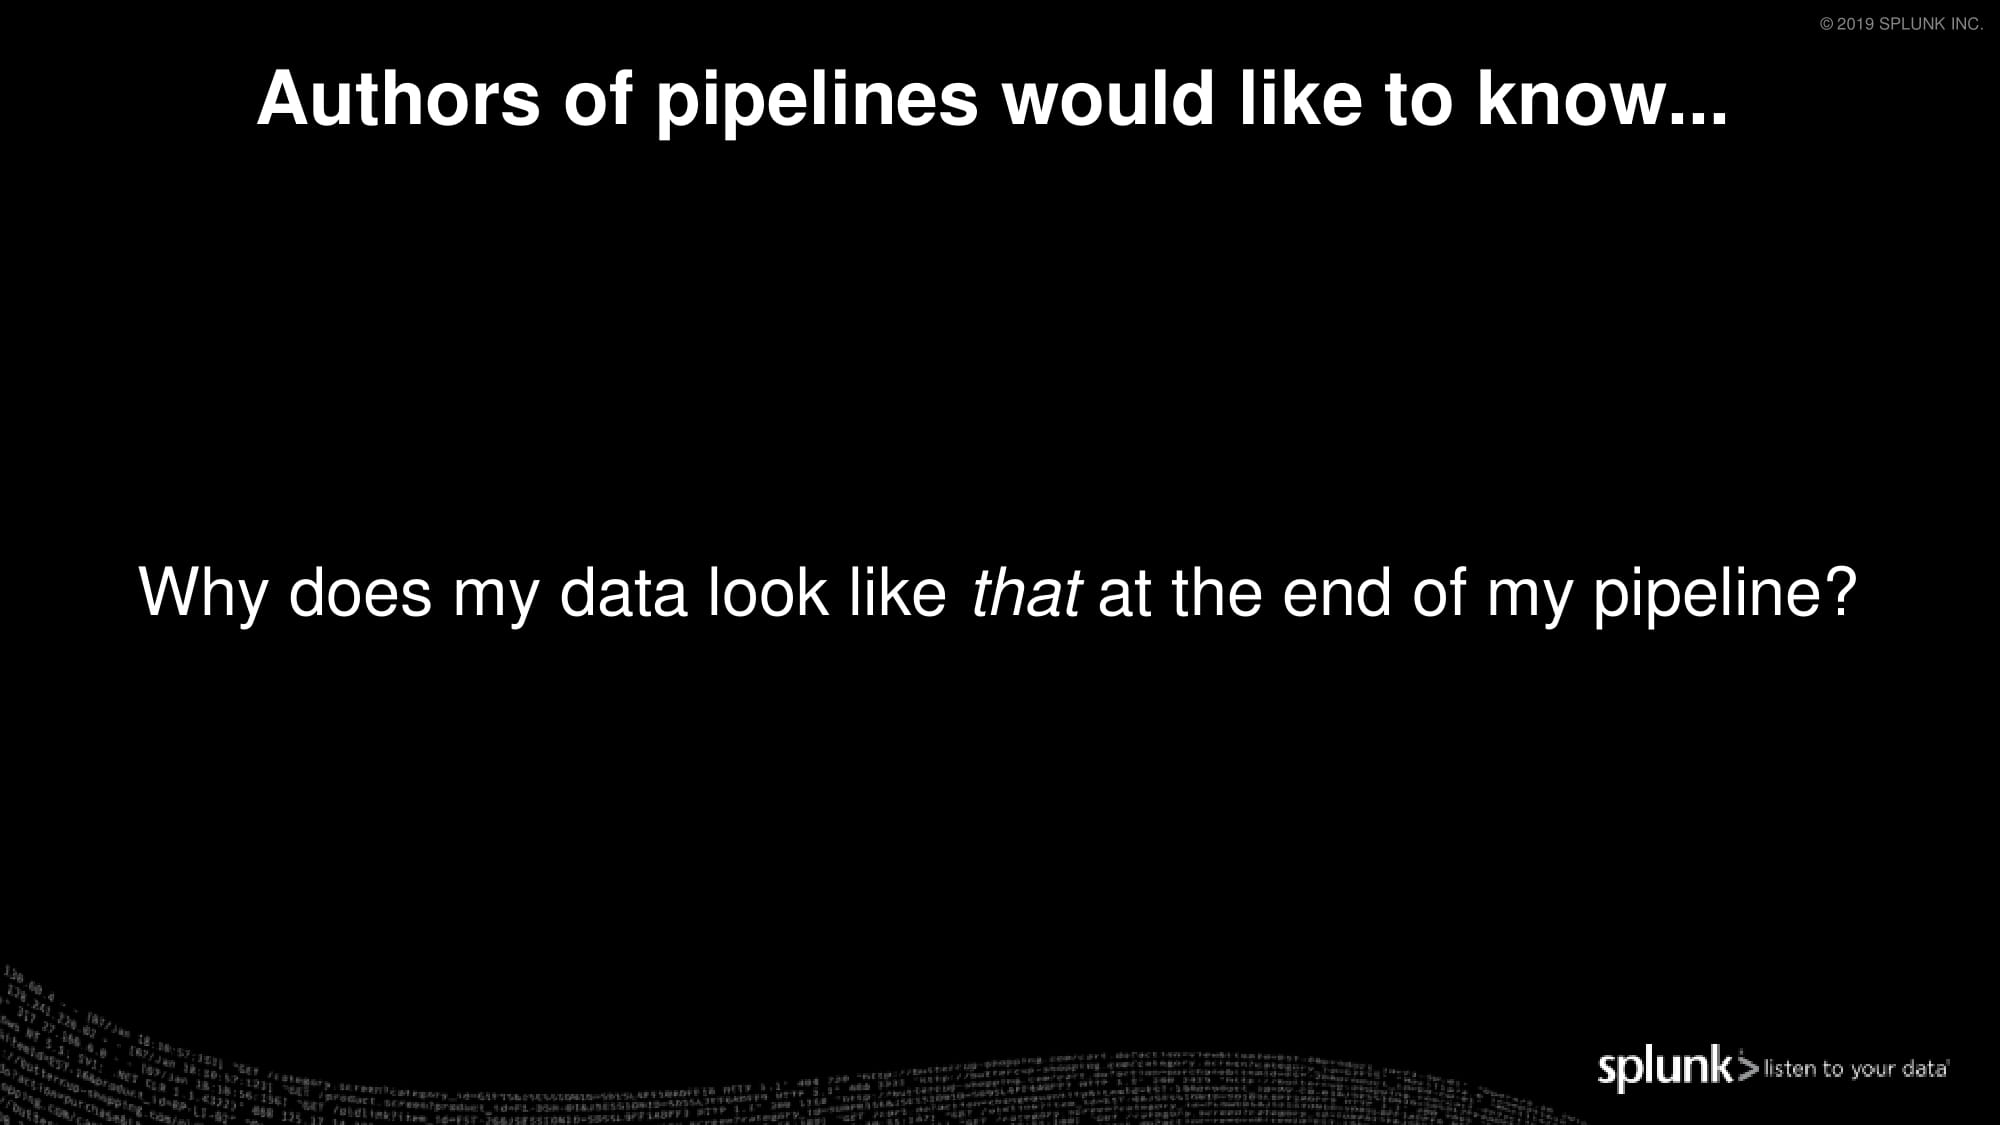 © 2019 SPLUNK INC.
Authors of pipelines would like to know...
Why does my data look like that at the end of my pipeline?
splunk> listen to your data